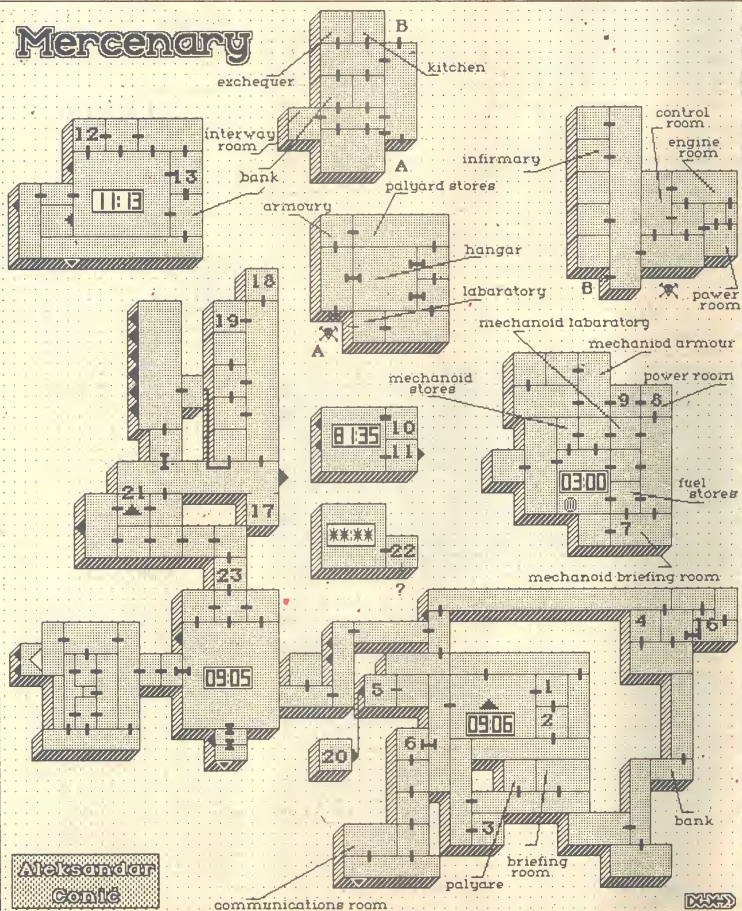 Mercenary
B
exchequer
kitchen
interway
room
bank
A
12
13
11:13
armoury
palyard stores
hangar
labaratory
A
control
room
engine
room
infirmary
B
power
room
mechanoid labaratory
mechaniod armour
mechanoid
stores
power room
9
8
03:00
fuel
stores
7
mechanoid briefing room
18
19
21
17
23
10
81:35
11
**:**
22
?
09:05
4
16
5
1
09:06
2
20
6
3
bank
briefing
room
palyare
communications room
Aleksandar
Conić